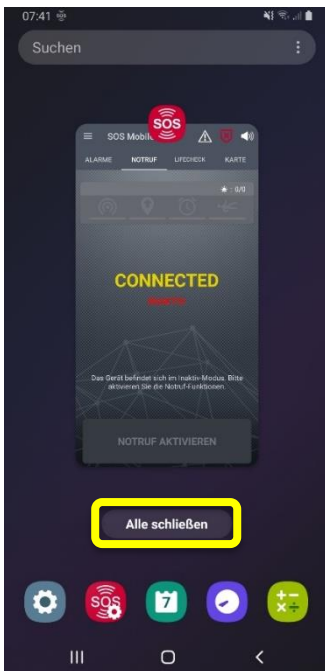 07:41
Suchen
SOS
SOS Mobile
ALARME NOTRUF LIFECHECK KARTE
: 0/0
CONNECTED
Das Gerät befindet sich im Inaktiv-Modus. Bitte
aktivieren Sie die Notruf-Funktionen.
NOTRUF AKTIVIEREN
Alle schließen
SOS
7